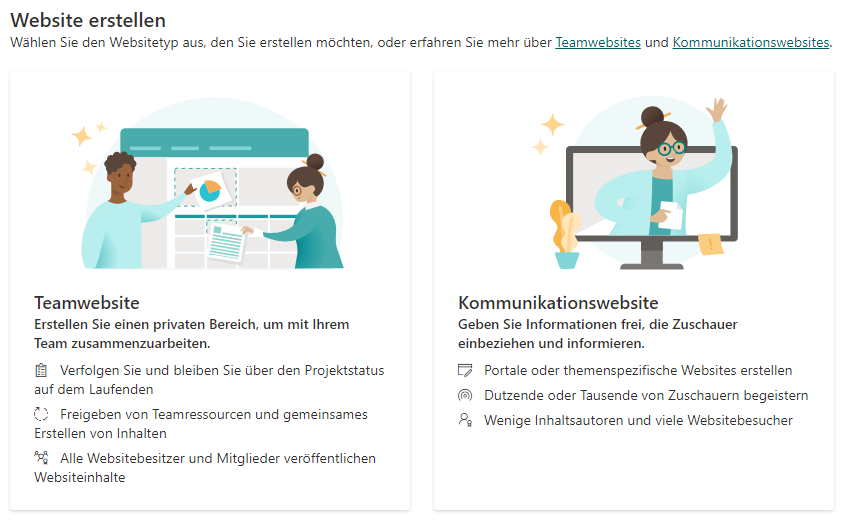 Website erstellen
Wählen Sie den Websitetyp aus, den Sie erstellen möchten, oder erfahren Sie mehr über Teamwebsites und Kommunikationswebsites.
Teamwebsite
Erstellen Sie einen privaten Bereich, um mit Ihrem
Team zusammenzuarbeiten.
Verfolgen Sie und bleiben Sie über den Projektstatus
auf dem Laufenden
Freigeben von Teamressourcen und gemeinsames
Erstellen von Inhalten
Alle Websitebesitzer und Mitglieder veröffentlichen
Websiteinhalte
Kommunikationswebsite
Geben Sie Informationen frei, die Zuschauer
einbeziehen und informieren.
Portale oder themenspezifische Websites erstellen
Dutzende oder Tausende von Zuschauern begeistern
Wenige Inhaltsautoren und viele Websitebesucher